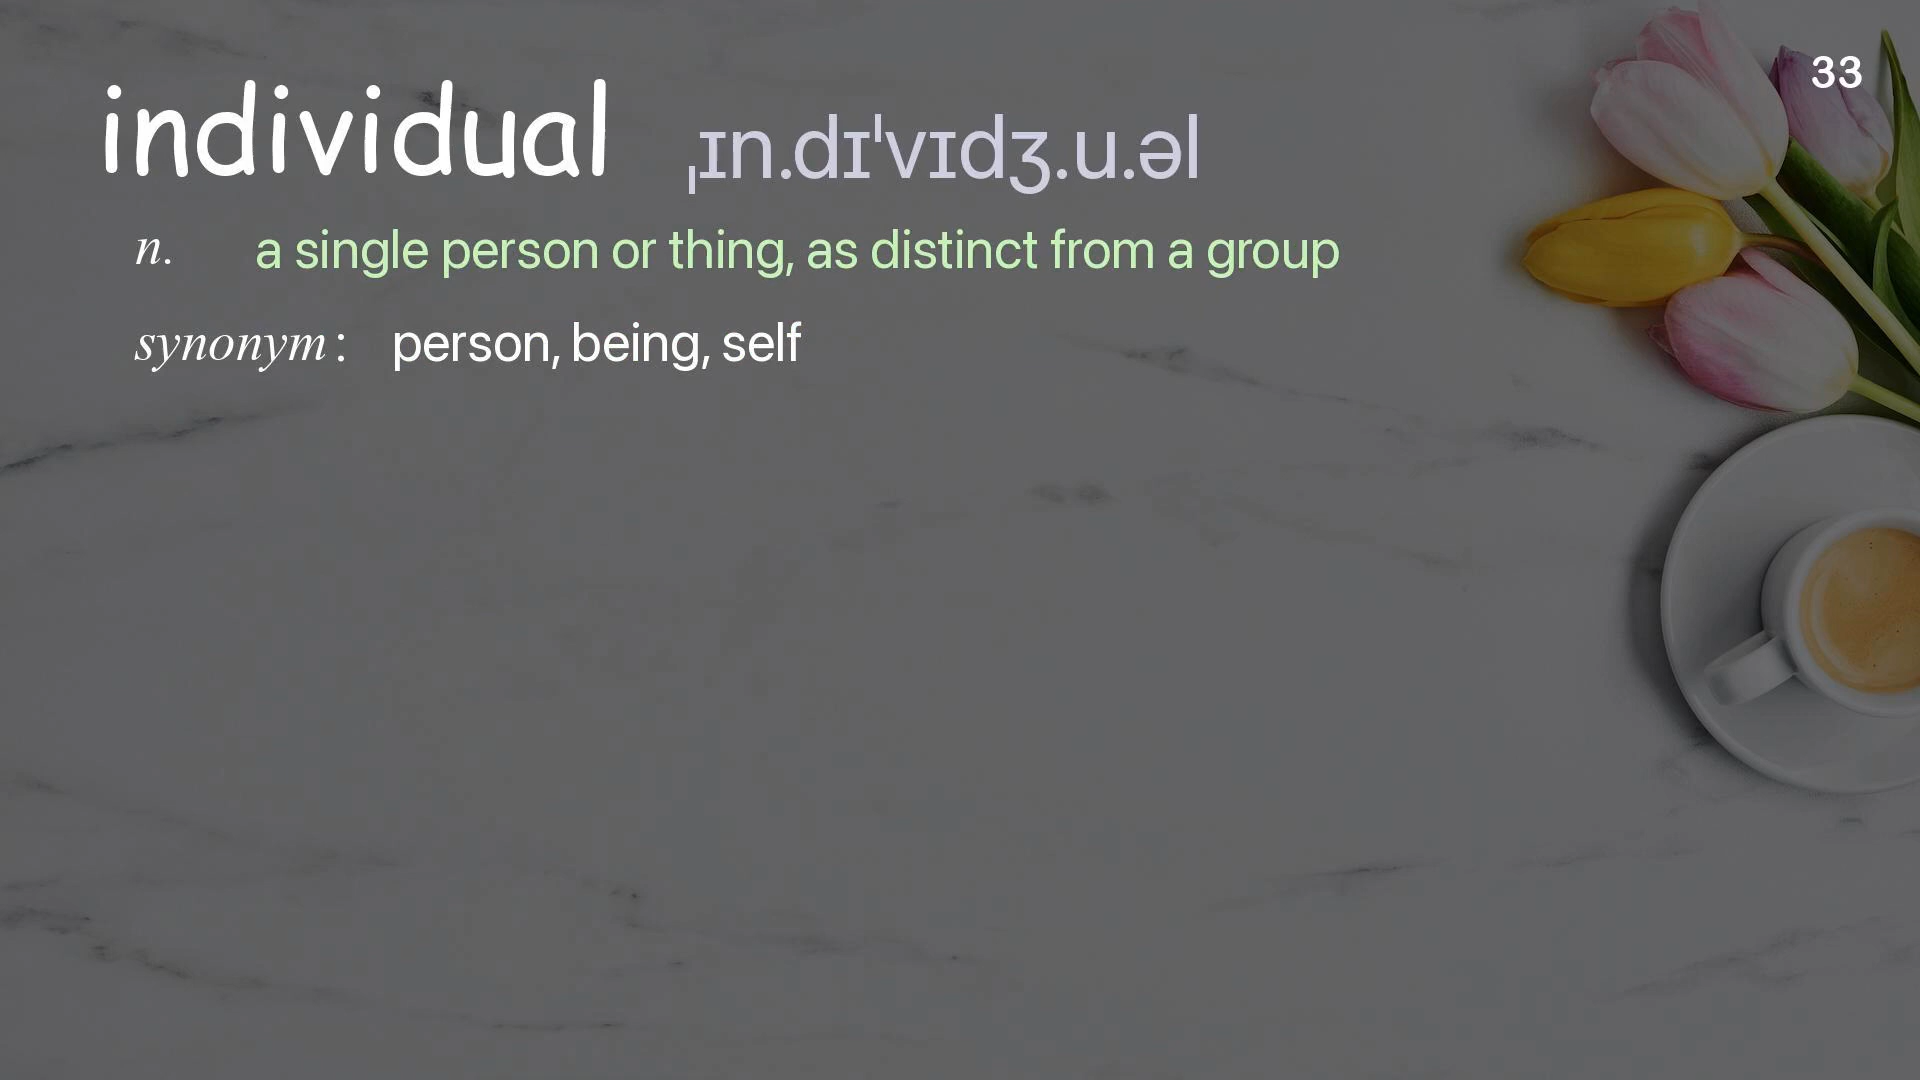 33
individual ˌɪn.dɪˈvɪdʒ.u.əl
n. a single person or thing, as distinct from a group
synonym: person, being, self